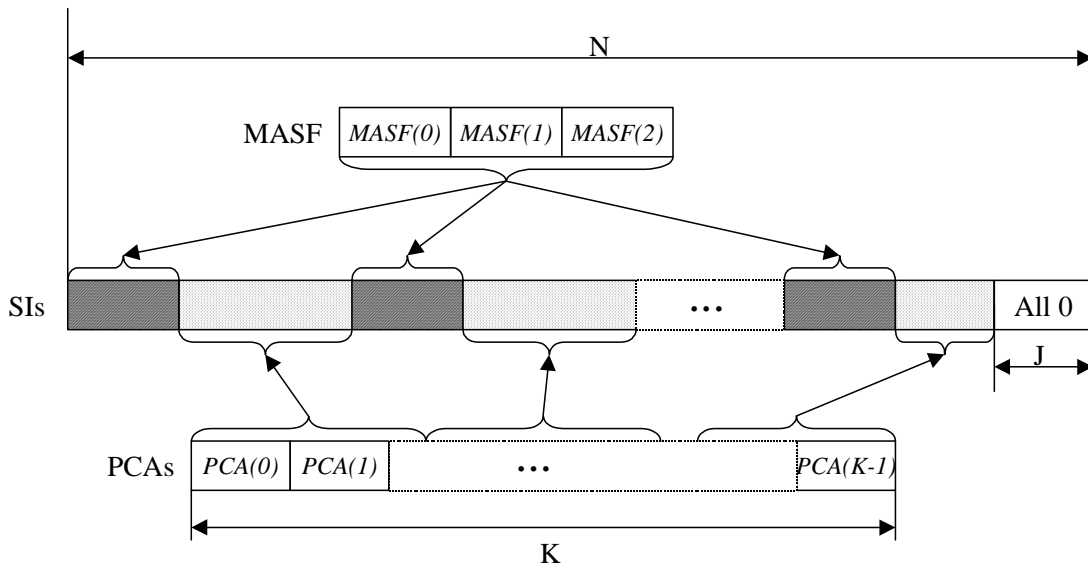 N
MASF MASF(0) MASF(1) MASF(2)
SIs ... All 0
J
PCAs PCA(0) PCA(1) ... PCA(K-1)
K